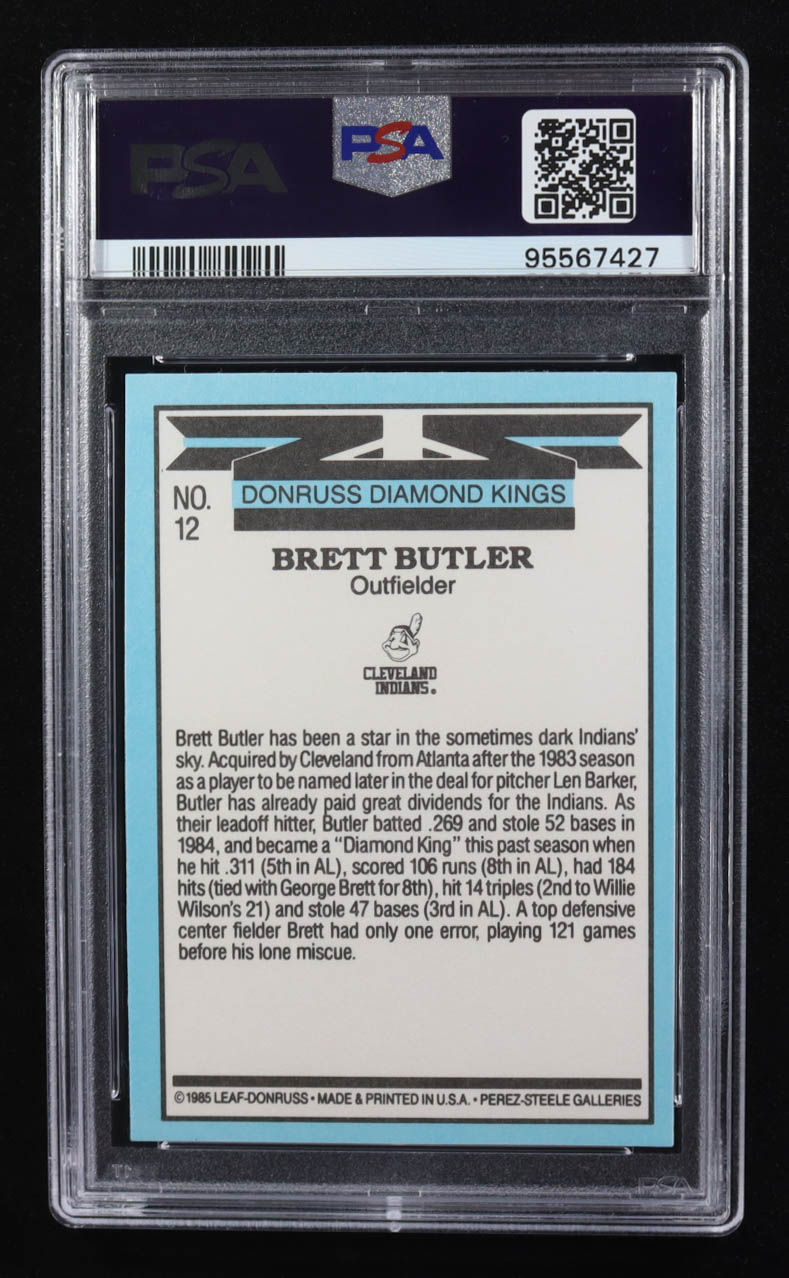 PSA
PSA
95567427
NO.
12
DONRUSS DIAMOND KINGS
BRETT BUTLER
Outfielder
CLEVELAND
INDIANS.
Brett Butler has been a star in the sometimes dark Indians'
sky. Acquired by Cleveland from Atlanta after the 1983 season
as a player to be named later in the deal for pitcher Len Barker,
Butler has already paid great dividends for the Indians. As
their leadoff hitter, Butler batted .269 and stole 52 bases in
1984, and became a "Diamond King" this past season when
he hit .311 (5th in AL), scored 106 runs (8th in AL), had 184
hits (tied with George Brett for 8th), hit 14 triples (2nd to Willie
Wilson's 21) and stole 47 bases (3rd in AL). A top defensive
center fielder Brett had only one error, playing 121 games
before his lone miscue.
©1985 LEAF-DONRUSS • MADE & PRINTED IN U.S.A. • PEREZ-STEELE GALLERIES
PSA